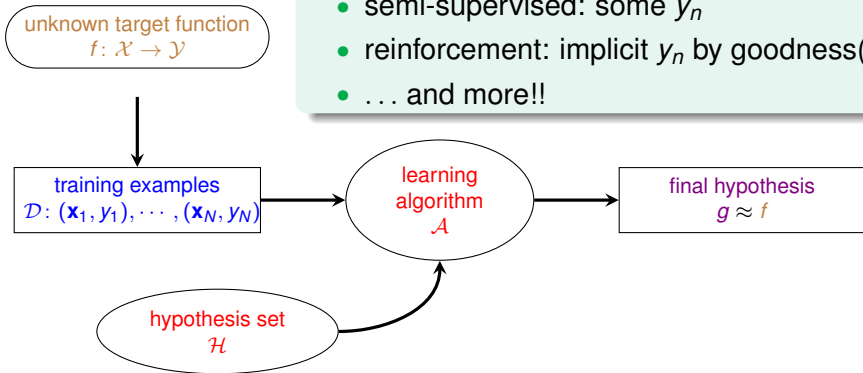 • semi-supervised: some yₙ
• reinforcement: implicit yₙ by goodness(
• . . . and more!!
unknown target function
f : 𝒳 → 𝒴
training examples
𝒟 : (𝐱₁, y₁), ⋯ , (𝐱_N, y_N)
learning
algorithm
𝒜
final hypothesis
g ≈ f
hypothesis set
ℋ